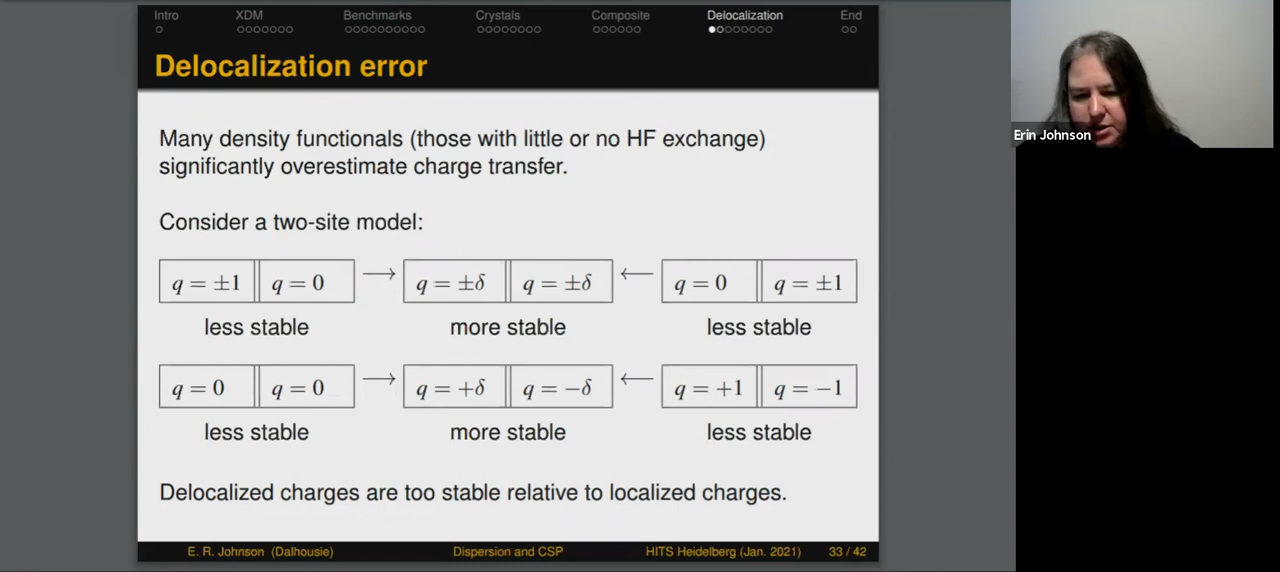 Intro XDM Benchmarks Crystals Composite Delocalization End
Delocalization error
Many density functionals (those with little or no HF exchange)
significantly overestimate charge transfer.
Consider a two-site model:
q = ±1 q = 0 → q = ±δ q = ±δ ← q = 0 q = ±1
less stable more stable less stable
q = 0 q = 0 → q = +δ q = −δ ← q = +1 q = −1
less stable more stable less stable
Delocalized charges are too stable relative to localized charges.
E. R. Johnson (Dalhousie) Dispersion and CSP HITS Heidelberg (Jan. 2021) 33 / 42
Erin Johnson